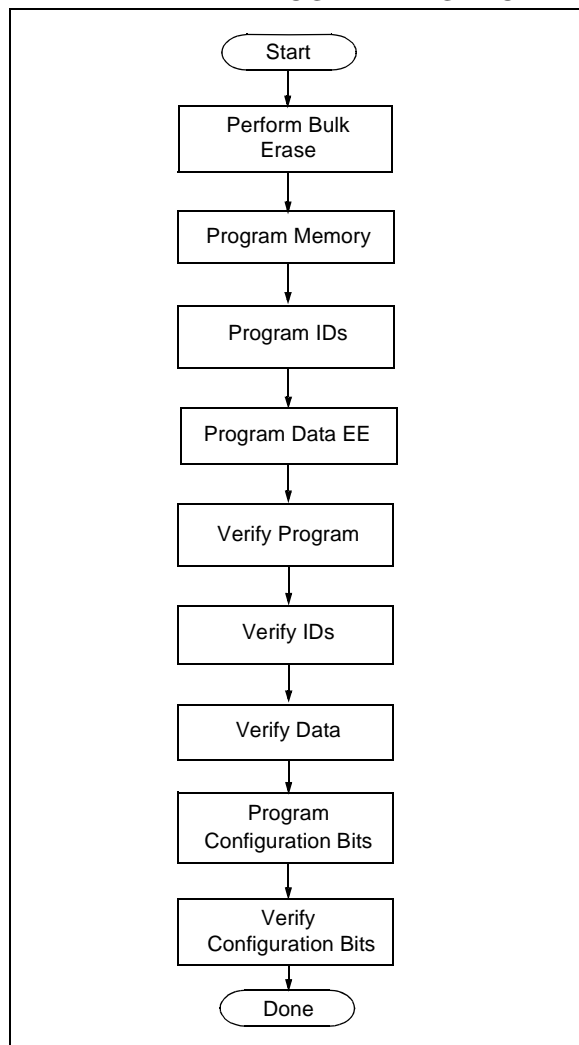 Start
Perform Bulk
Erase
Program Memory
Program IDs
Program Data EE
Verify Program
Verify IDs
Verify Data
Program
Configuration Bits
Verify
Configuration Bits
Done